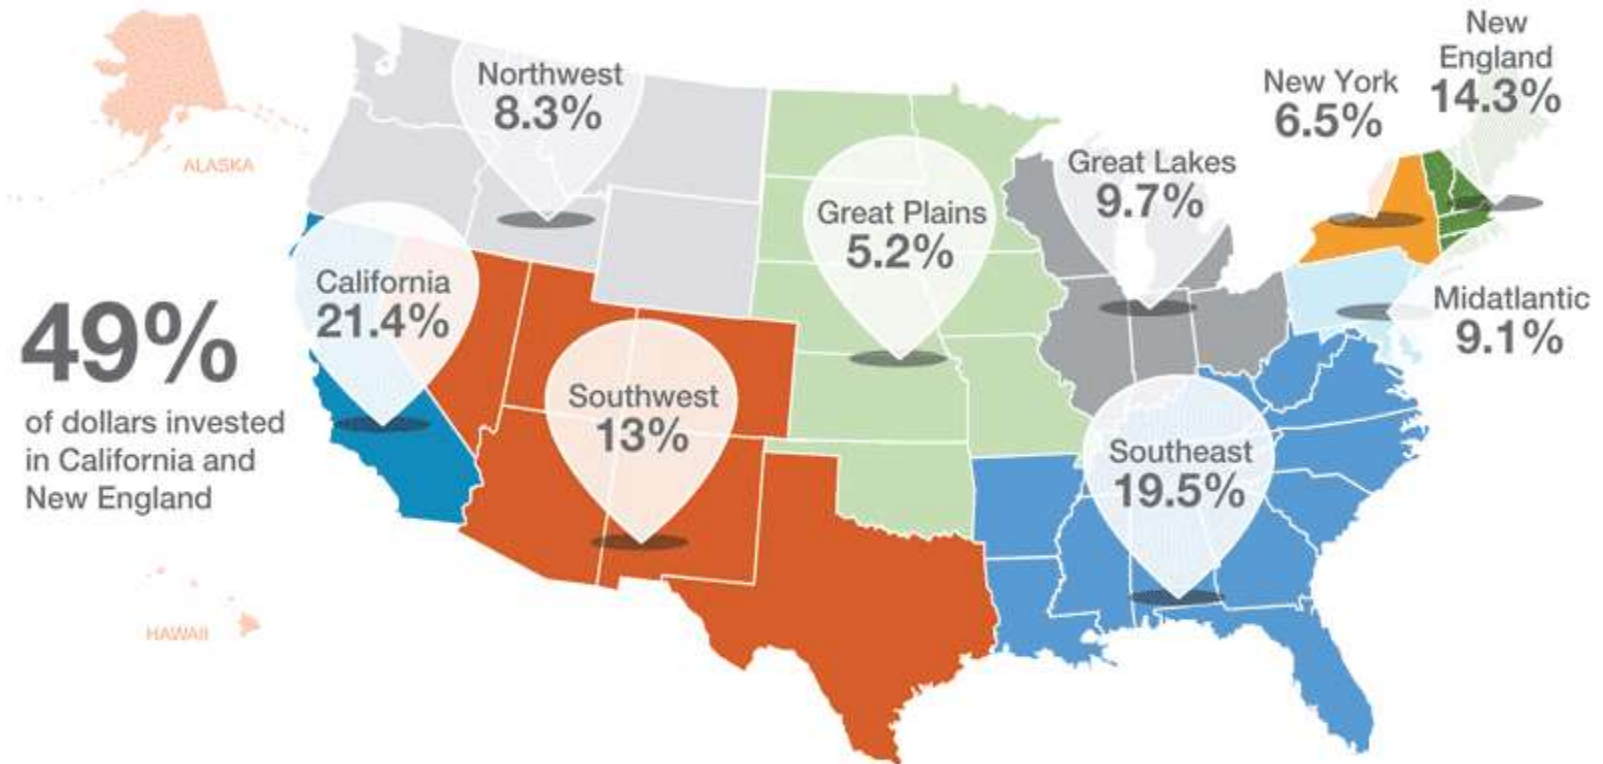 New
England
14.3%
New York
6.5%
Northwest
8.3%
Great Lakes
9.7%
ALASKA
Great Plains
5.2%
California
21.4%
Midatlantic
9.1%
49%
of dollars invested
in California and
New England
Southwest
13%
Southeast
19.5%
HAWAII